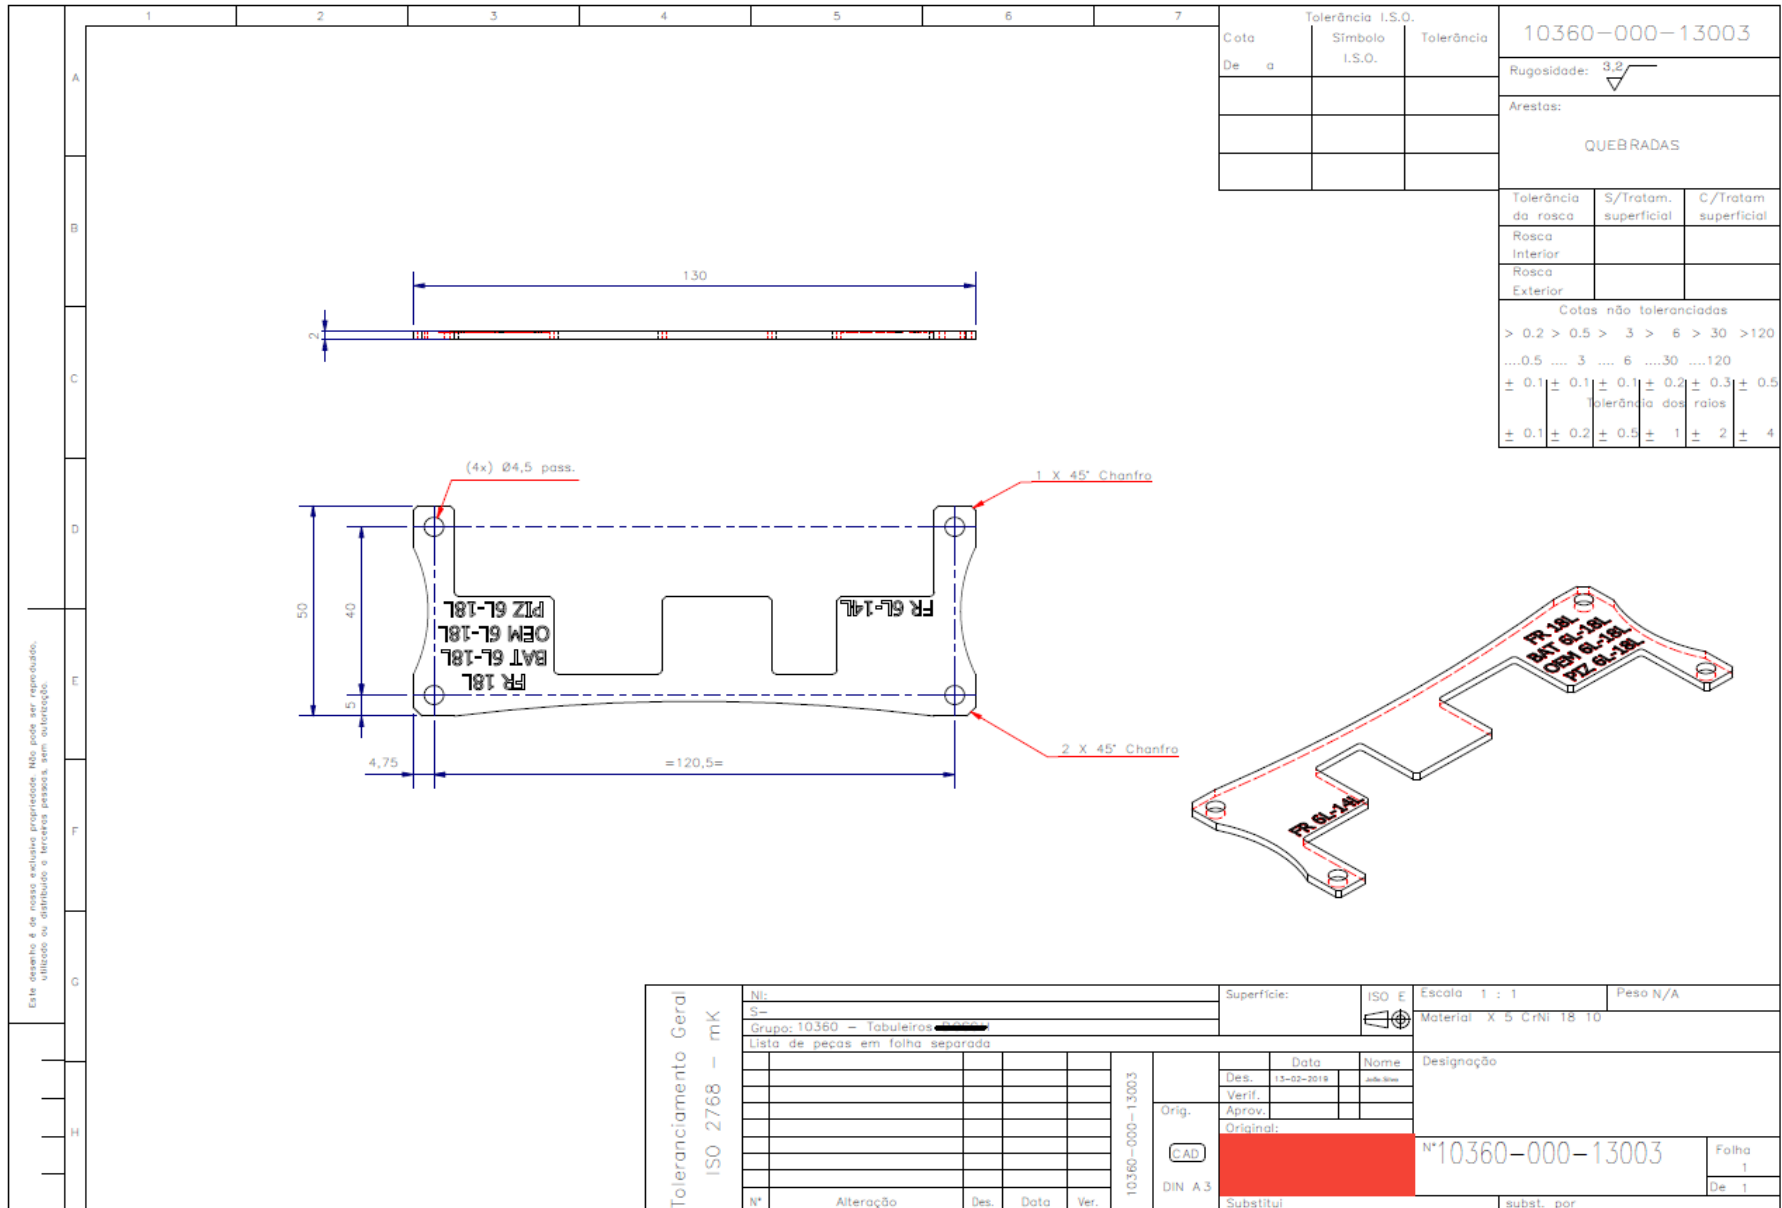 1 2 3 4 5 6 7
A
B
C
D
E
F
G
H
Tolerância I.S.O.
Cota Símbolo Tolerância
De a I.S.O.
10360-000-13003
Rugosidade: 3,2
Arestas:
QUEBRADAS
Tolerância S/Tratam. C/Tratam
da rosca superficial superficial
Rosca
Interior
Rosca
Exterior
Cotas não toleranciadas
> 0.2 > 0.5 > 3 > 6 > 30 >120
....0.5 .... 3 .... 6 ....30 ....120
± 0.1 ± 0.1 ± 0.1 ± 0.2 ± 0.3 ± 0.5
Tolerância dos raios
± 0.1 ± 0.2 ± 0.5 ± 1 ± 2 ± 4
130
2
(4x) Ø4,5 pass.
1 X 45° Chanfro
50
40
5
PIZ 6L-18L
OEM 6L-18L
BAT 6L-18L
FR 18L
FR 6L-14L
2 X 45° Chanfro
4,75
=120,5=
FR 18L
BAT 6L-18L
OEM 6L-18L
PIZ 6L-18L
FR 6L-14L
Este desenho é de nossa exclusiva propriedade. Não pode ser reproduzido,
utilizado ou distribuído a terceiras pessoas, sem autorização.
Toleranciamento Geral
ISO 2768 - mK
NI:
S-
Grupo: 10360 - Tabuleiros
Lista de peças em folha separada
Superfície:
ISO E
Escala 1 : 1
Peso N/A
Material X 5 CrNi 18 10
10360-000-13003
Orig.
CAD
DIN A3
Data Nome
Des. 13-02-2019
Verif.
Aprov.
Original:
Designação
N° 10360-000-13003
Folha
1
De 1
N° Alteração Des. Data Ver.
Substitui
subst. por